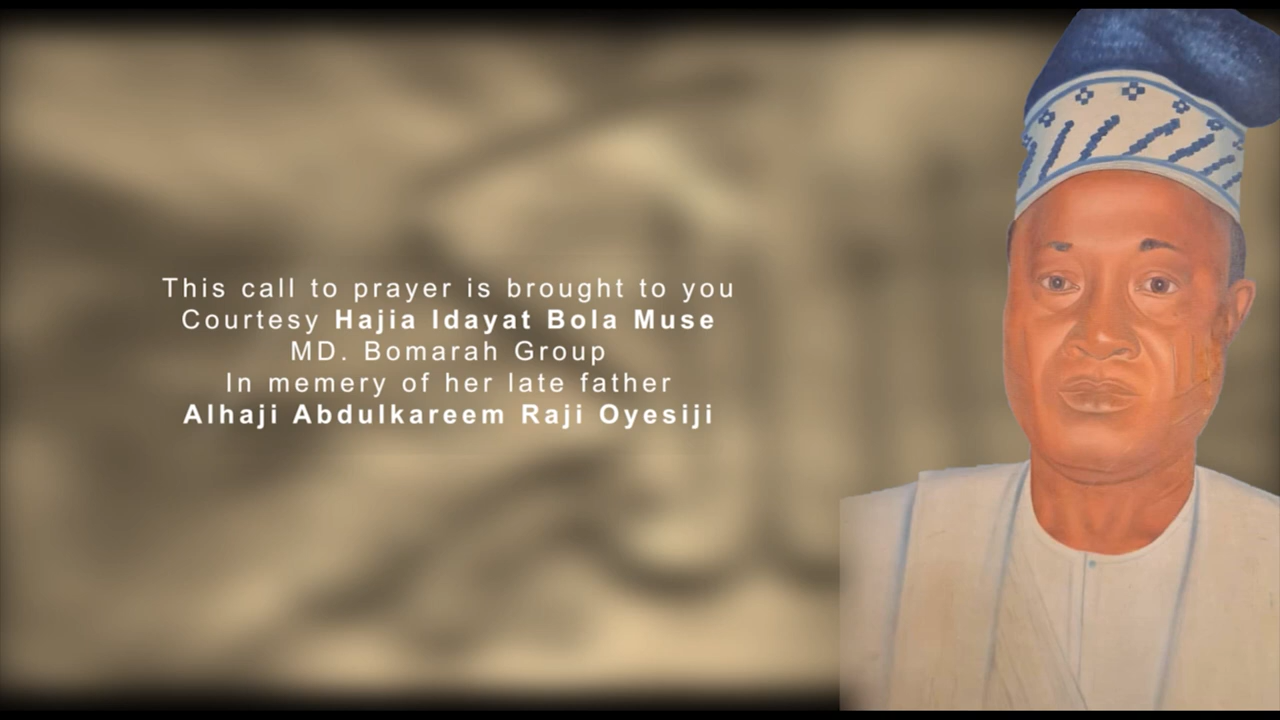 This call to prayer is brought to you
Courtesy Hajia Idayat Bola Muse
MD. Bomarah Group
In memery of her late father
Alhaji Abdulkareem Raji Oyesiji